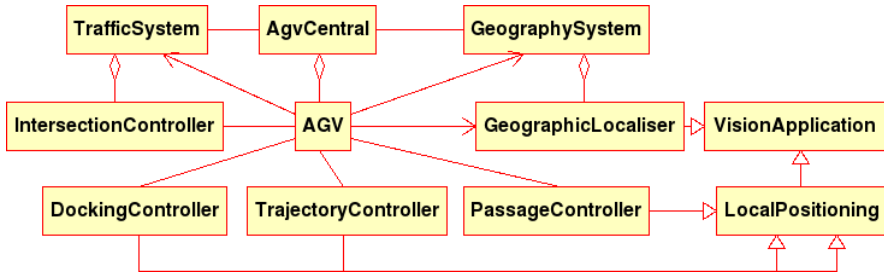 TrafficSystem
AgvCentral
GeographySystem
IntersectionController
AGV
GeographicLocaliser
VisionApplication
DockingController
TrajectoryController
PassageController
LocalPositioning